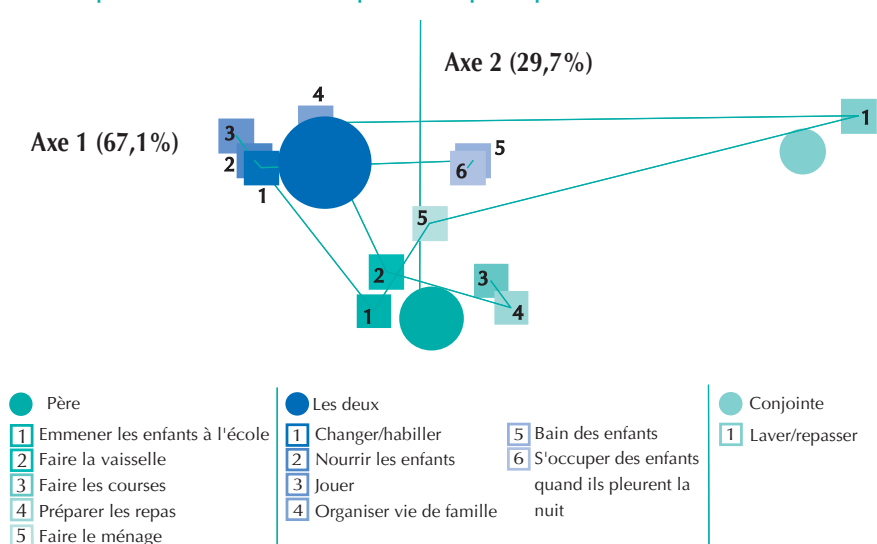 Axe 2 (29,7%)
4
1
3
Axe 1 (67,1%)
5
2
6
1
5
2
3
1
4
Père
1 Emmener les enfants à l'école
2 Faire la vaisselle
3 Faire les courses
4 Préparer les repas
5 Faire le ménage
Les deux
1 Changer/habiller
2 Nourrir les enfants
3 Jouer
4 Organiser vie de famille
5 Bain des enfants
6 S'occuper des enfants
quand ils pleurent la
nuit
Conjointe
1 Laver/repasser